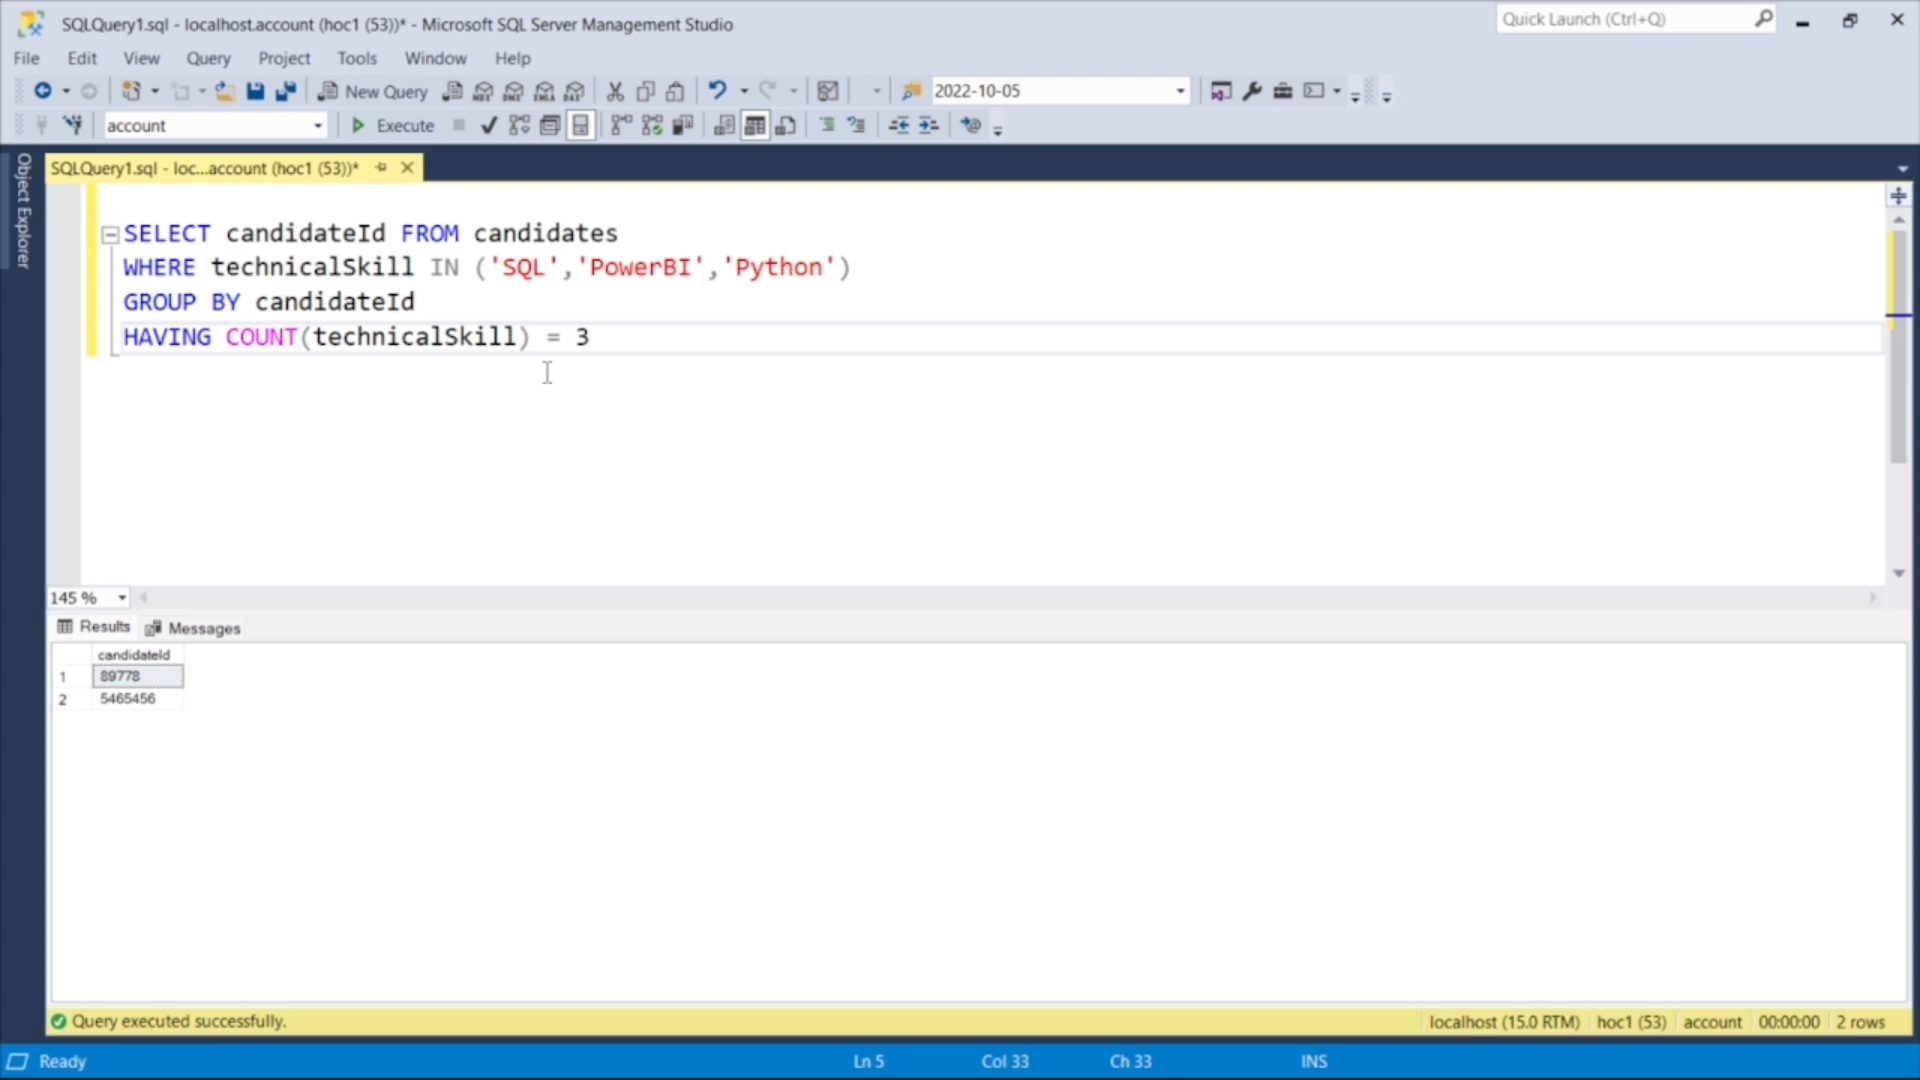 SQLQuery1.sql - localhost.account (hoc1 (53))* - Microsoft SQL Server Management Studio
Quick Launch (Ctrl+Q)
File Edit View Query Project Tools Window Help
New Query
2022-10-05
account
Execute
Object Explorer
SQLQuery1.sql - loc...account (hoc1 (53))*
SELECT candidateId FROM candidates
WHERE technicalSkill IN ('SQL','PowerBI','Python')
GROUP BY candidateId
HAVING COUNT(technicalSkill) = 3
145 %
Results Messages
candidateId
1 89778
2 5465456
Query executed successfully.
localhost (15.0 RTM) hoc1 (53) account 00:00:00 2 rows
Ready Ln 5 Col 33 Ch 33 INS